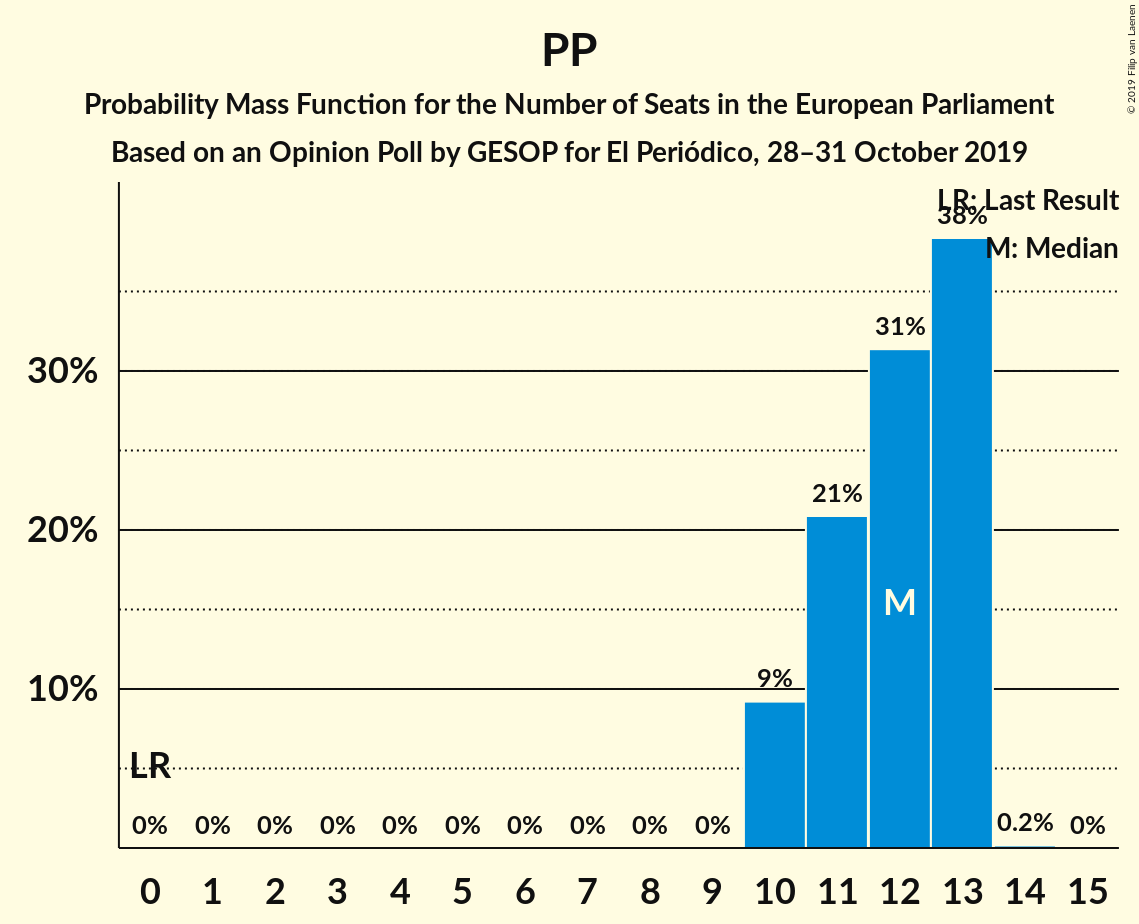 PP
Probability Mass Function for the Number of Seats in the European Parliament
Based on an Opinion Poll by GESOP for El Periódico, 28–31 October 2019
© 2019 Filip van Laenen
LR: Last Result
M: Median
38%
31%
30%
21%
20%
M
9%
10%
LR
0% 0% 0% 0% 0% 0% 0% 0% 0% 0% 0.2% 0%
0 1 2 3 4 5 6 7 8 9 10 11 12 13 14 15